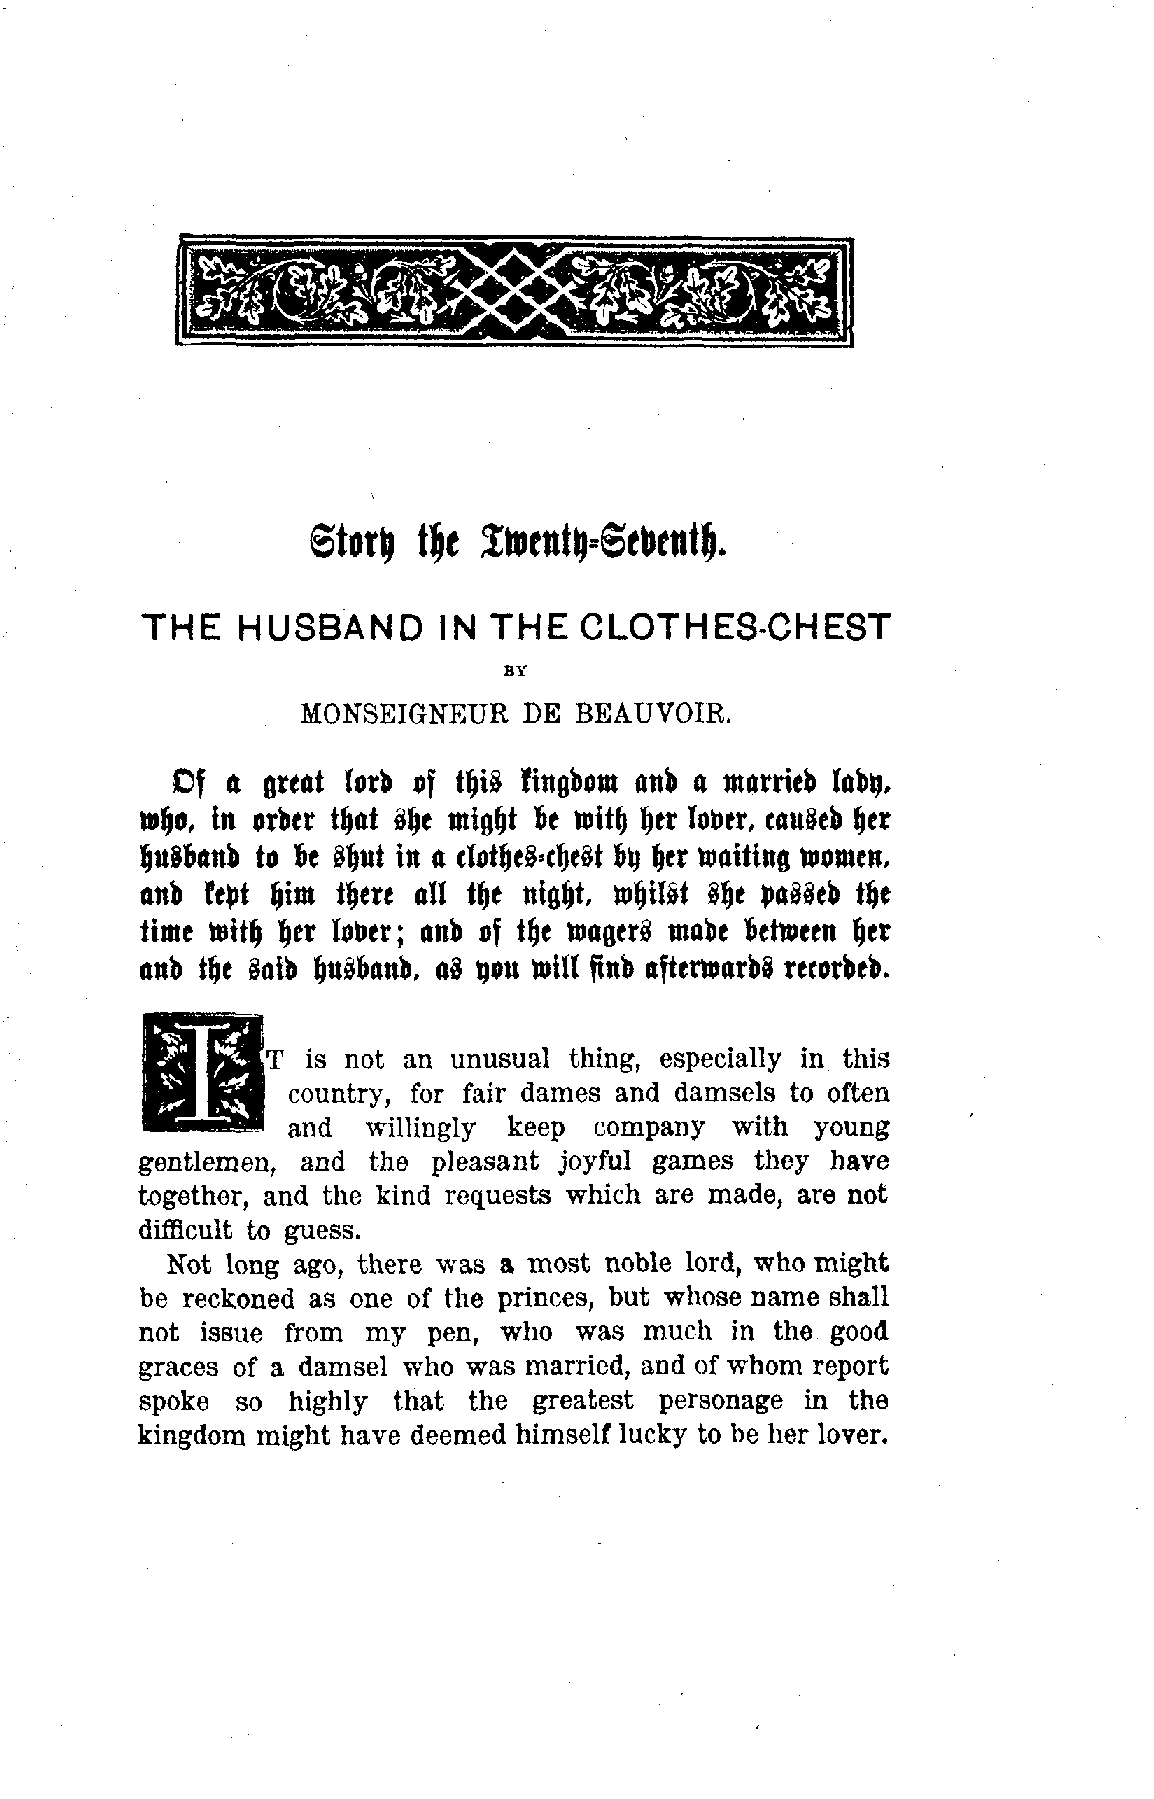 Story the Twenty-Seventh.
THE HUSBAND IN THE CLOTHES-CHEST
BY
MONSEIGNEUR DE BEAUVOIR.
Of a great lord of this kingdom and a married lady,
who, in order that she might be with her lover, caused her
husband to be shut in a clothes-chest by her waiting women,
and kept him there all the night, whilst she passed the
time with her lover; and of the wagers made between her
and the said husband, as you will find afterwards recorded.
IT is not an unusual thing, especially in this
country, for fair dames and damsels to often
and willingly keep company with young
gentlemen, and the pleasant joyful games they have
together, and the kind requests which are made, are not
difficult to guess.
Not long ago, there was a most noble lord, who might
be reckoned as one of the princes, but whose name shall
not issue from my pen, who was much in the good
graces of a damsel who was married, and of whom report
spoke so highly that the greatest personage in the
kingdom might have deemed himself lucky to be her lover.